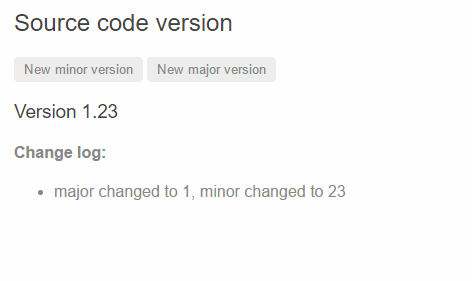 Source code version
New minor version New major version
Version 1.23
Change log:
major changed to 1, minor changed to 23